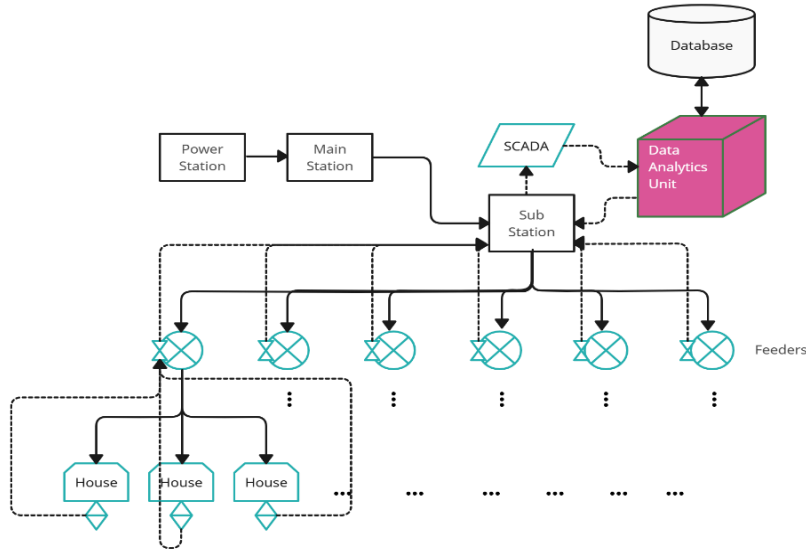 Database
SCADA
Data
Analytics
Unit
Power
Station
Main
Station
Sub
Station
Feeders
House
House
House